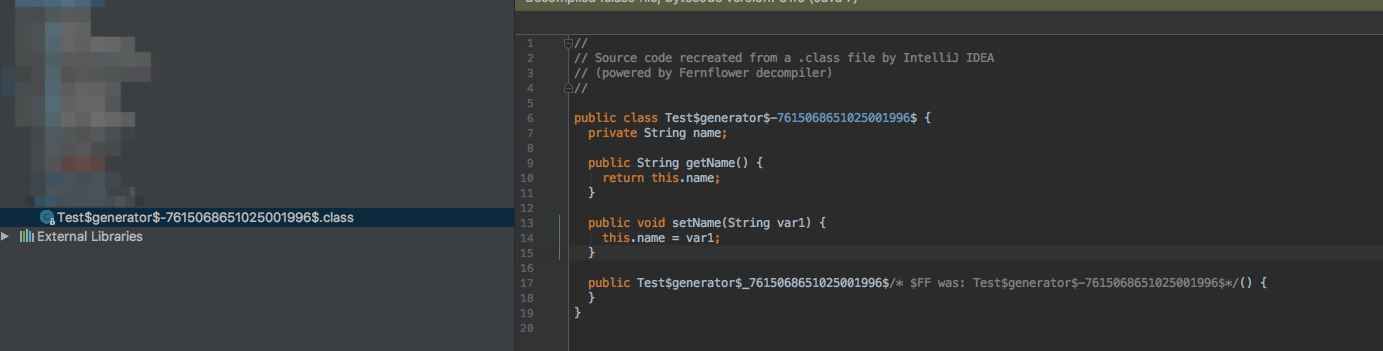 Test$generator$-7615068651025001996$.class
External Libraries
1 //
2 // Source code recreated from a .class file by IntelliJ IDEA
3 // (powered by Fernflower decompiler)
4 //
5
6 public class Test$generator$-7615068651025001996$ {
7 private String name;
8
9 public String getName() {
10 return this.name;
11 }
12
13 public void setName(String var1) {
14 this.name = var1;
15 }
16
17 public Test$generator$_7615068651025001996$/* $FF was: Test$generator$-7615068651025001996$*/() {
18 }
19 }
20